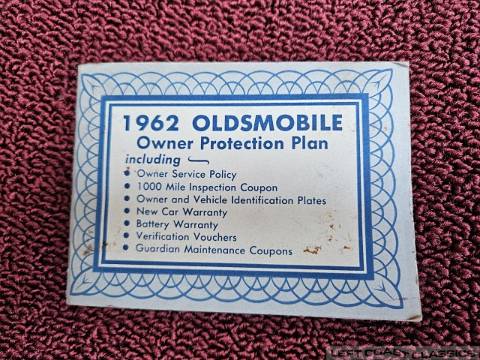 1962 OLDSMOBILE
Owner Protection Plan
including
• Owner Service Policy
• 1000 Mile Inspection Coupon
• Owner and Vehicle Identification Plates
• New Car Warranty
• Battery Warranty
• Verification Vouchers
• Guardian Maintenance Coupons